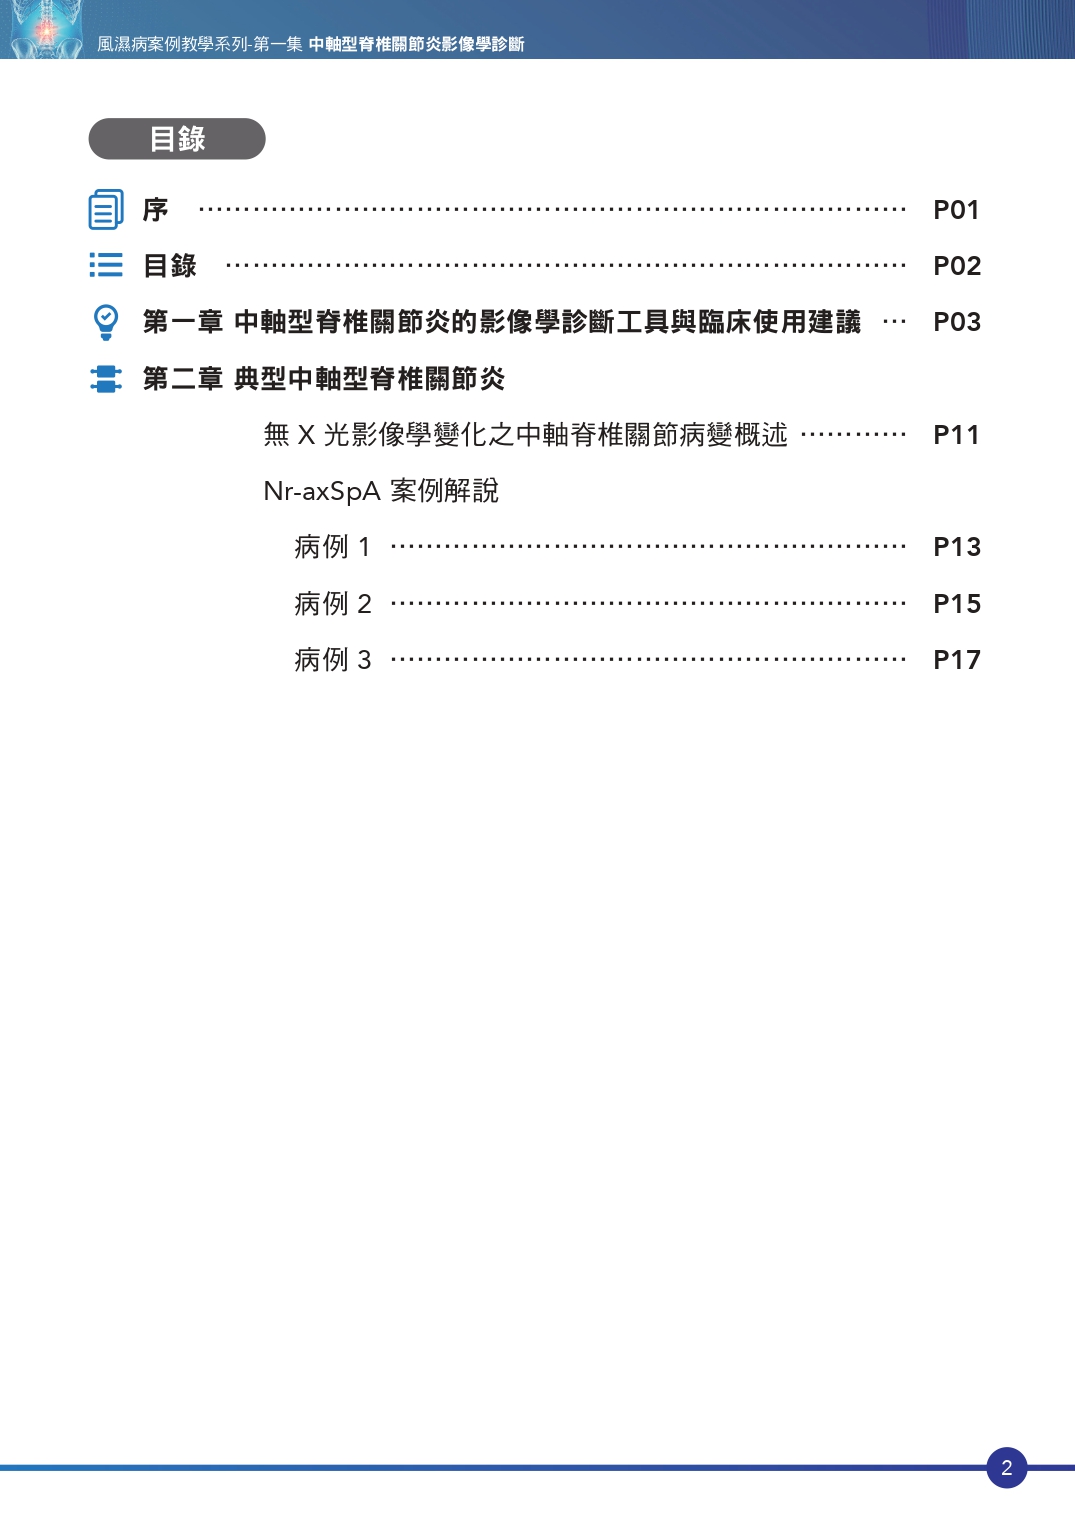 風濕病案例教學系列-第一集 中軸型脊椎關節炎影像學診斷
目錄
序 ⋯⋯⋯⋯⋯⋯⋯⋯⋯⋯⋯⋯⋯⋯⋯⋯⋯⋯⋯⋯⋯⋯ P01
目錄 ⋯⋯⋯⋯⋯⋯⋯⋯⋯⋯⋯⋯⋯⋯⋯⋯⋯⋯⋯⋯⋯ P02
第一章 中軸型脊椎關節炎的影像學診斷工具與臨床使用建議 ⋯ P03
第二章 典型中軸型脊椎關節炎
無 X 光影像學變化之中軸脊椎關節病變概述 ⋯⋯⋯⋯ P11
Nr-axSpA 案例解說
病例 1 ⋯⋯⋯⋯⋯⋯⋯⋯⋯⋯⋯⋯⋯⋯⋯⋯⋯ P13
病例 2 ⋯⋯⋯⋯⋯⋯⋯⋯⋯⋯⋯⋯⋯⋯⋯⋯⋯ P15
病例 3 ⋯⋯⋯⋯⋯⋯⋯⋯⋯⋯⋯⋯⋯⋯⋯⋯⋯ P17
2